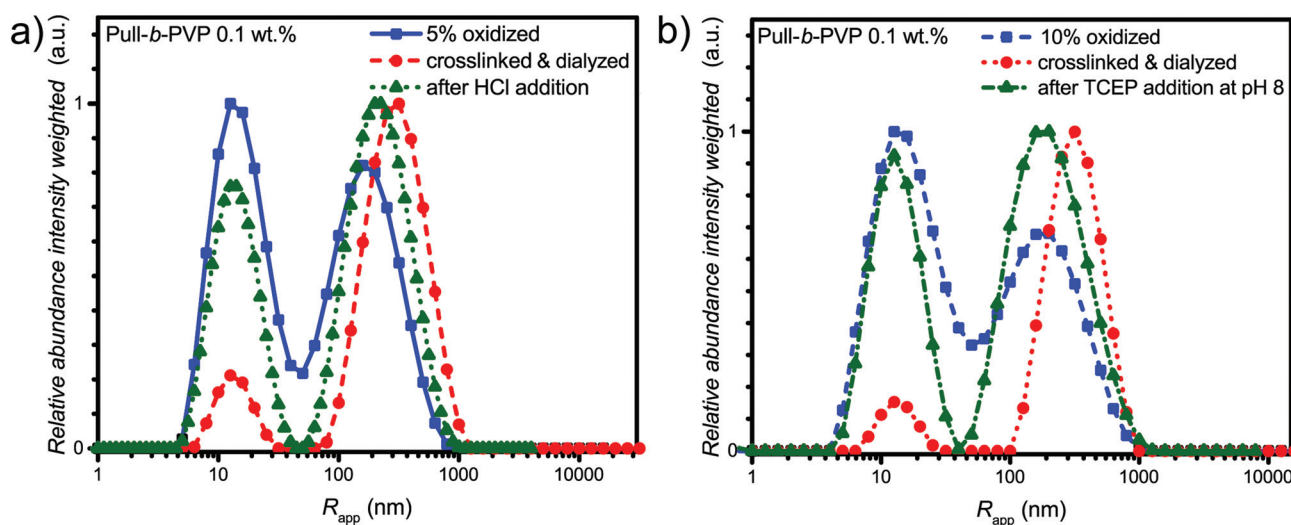 a)
Pull-b-PVP 0.1 wt.%
5% oxidized
crosslinked & dialyzed
after HCl addition
Relative abundance intensity weighted (a.u.)
1
0
1 10 100 1000 10000
Rapp (nm)
b)
Pull-b-PVP 0.1 wt.%
10% oxidized
crosslinked & dialyzed
after TCEP addition at pH 8
Relative abundance intensity weighted (a.u.)
1
0
1 10 100 1000 10000
Rapp (nm)